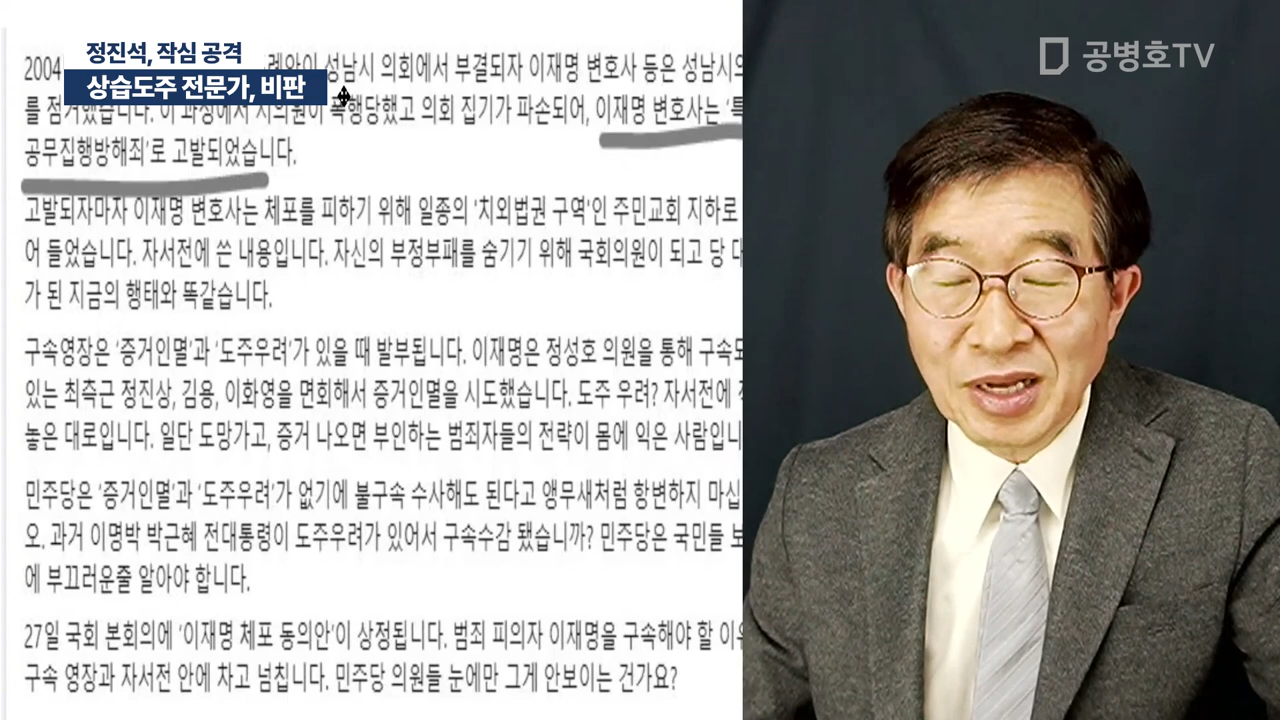 정진석, 작심 공격
상습도주 전문가, 비판
공병호TV
2004 례안이 성남시 의회에서 부결되자 이재명 변호사 등은 성남시의
를 점거했습니다. 이 과정에서 시의원이 폭행당했고 의회 집기가 파손되어, 이재명 변호사는 '특
공무집행방해죄'로 고발되었습니다.
고발되자마자 이재명 변호사는 체포를 피하기 위해 일종의 '치외법권 구역'인 주민교회 지하로
어 들었습니다. 자서전에 쓴 내용입니다. 자신의 부정부패를 숨기기 위해 국회의원이 되고 당 대
가 된 지금의 행태와 똑같습니다.
구속영장은 '증거인멸'과 '도주우려'가 있을 때 발부됩니다. 이재명은 정성호 의원을 통해 구속되
있는 최측근 정진상, 김용, 이화영을 면회해서 증거인멸을 시도했습니다. 도주 우려? 자서전에
놓은 대로입니다. 일단 도망가고, 증거 나오면 부인하는 범죄자들의 전략이 몸에 익은 사람입니
민주당은 '증거인멸'과 '도주우려'가 없기에 불구속 수사해도 된다고 앵무새처럼 항변하지 마십
오. 과거 이명박 박근혜 전대통령이 도주우려가 있어서 구속수감 됐습니까? 민주당은 국민들 보
에 부끄러운줄 알아야 합니다.
27일 국회 본회의에 '이재명 체포 동의안'이 상정됩니다. 범죄 피의자 이재명을 구속해야 할 이유
구속 영장과 자서전 안에 차고 넘칩니다. 민주당 의원들 눈에만 그게 안보이는 건가요?